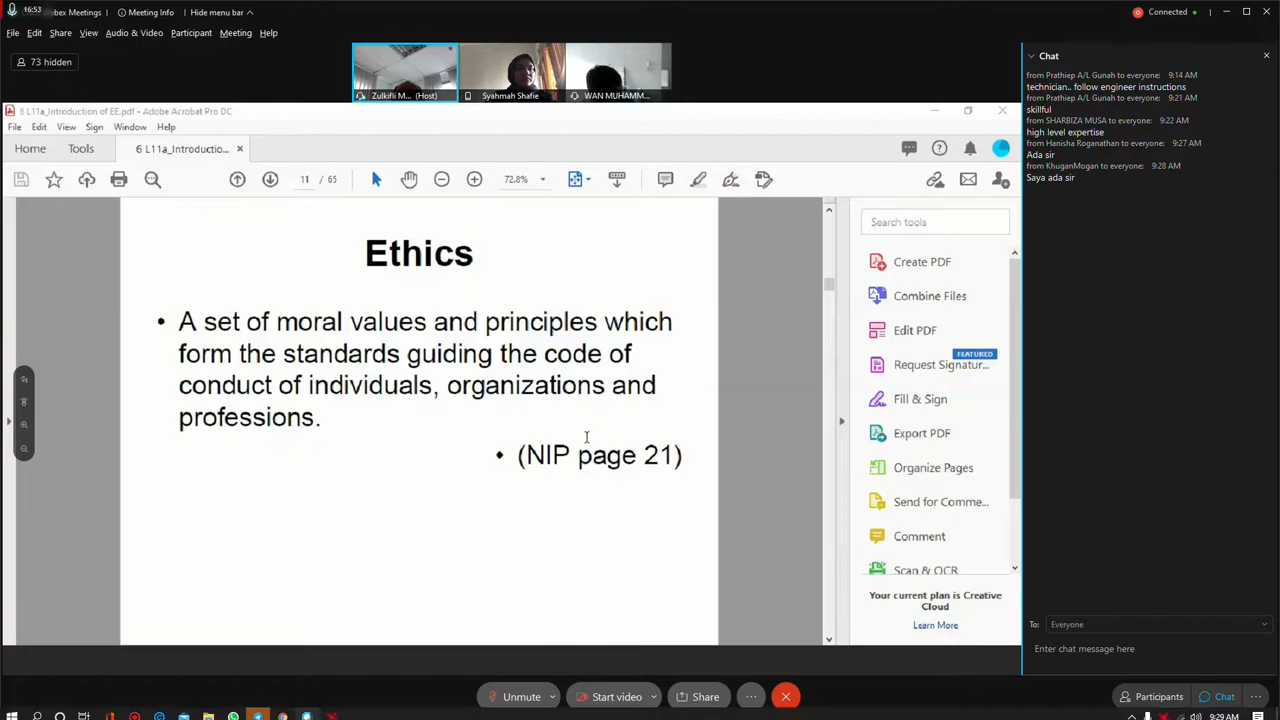 16:53
Webex Meetings Meeting Info Hide menu bar
Connected
File Edit Share View Audio & Video Participant Meeting Help
73 hidden
Zulkifli M... (Host)
Syahmah Shafie
WAN MUHAMM...
6 L11a_Introduction of EE.pdf - Adobe Acrobat Pro DC
File Edit View Sign Window Help
Home Tools 6 L11a_Introductio... ×
11 / 55 72.8%
Ethics
• A set of moral values and principles which
form the standards guiding the code of
conduct of individuals, organizations and
professions.
• (NIP page 21)
Search tools
Create PDF
Combine Files
Edit PDF
FEATURED
Request Signatur...
Fill & Sign
Export PDF
Organize Pages
Send for Comme...
Comment
Scan & OCR
Your current plan is Creative
Cloud
Learn More
Chat
from Prathiep A/L Gunah to everyone: 9:14 AM
technician.. follow engineer instructions
from Prathiep A/L Gunah to everyone: 9:21 AM
skillful
from SHARBIZA MUSA to everyone: 9:22 AM
high level expertise
from Hanisha Roganathan to everyone: 9:27 AM
Ada sir
from KhuganMogan to everyone: 9:28 AM
Saya ada sir
To: Everyone
Enter chat message here
Unmute Start video Share
Participants Chat
9:29 AM